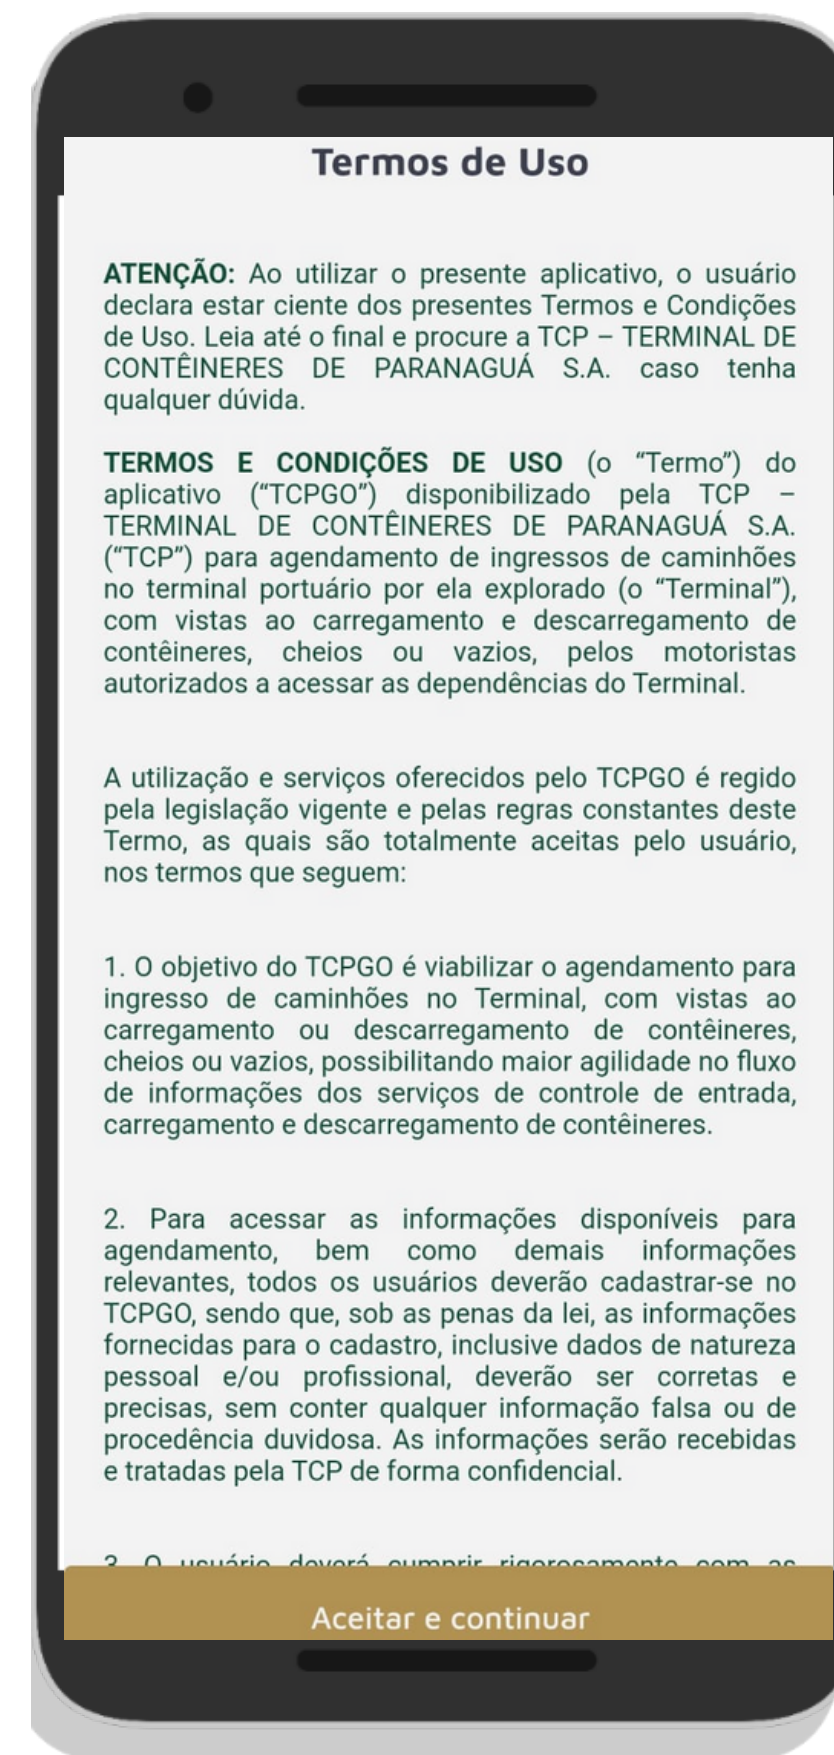 Termos de Uso
ATENÇÃO: Ao utilizar o presente aplicativo, o usuário
declara estar ciente dos presentes Termos e Condições
de Uso. Leia até o final e procure a TCP – TERMINAL DE
CONTÊINERES DE PARANAGUÁ S.A. caso tenha
qualquer dúvida.
TERMOS E CONDIÇÕES DE USO (o “Termo”) do
aplicativo (“TCPGO”) disponibilizado pela TCP –
TERMINAL DE CONTÊINERES DE PARANAGUÁ S.A.
(“TCP”) para agendamento de ingressos de caminhões
no terminal portuário por ela explorado (o “Terminal”),
com vistas ao carregamento e descarregamento de
contêineres, cheios ou vazios, pelos motoristas
autorizados a acessar as dependências do Terminal.
A utilização e serviços oferecidos pelo TCPGO é regido
pela legislação vigente e pelas regras constantes deste
Termo, as quais são totalmente aceitas pelo usuário,
nos termos que seguem:
1. O objetivo do TCPGO é viabilizar o agendamento para
ingresso de caminhões no Terminal, com vistas ao
carregamento ou descarregamento de contêineres,
cheios ou vazios, possibilitando maior agilidade no fluxo
de informações dos serviços de controle de entrada,
carregamento e descarregamento de contêineres.
2. Para acessar as informações disponíveis para
agendamento, bem como demais informações
relevantes, todos os usuários deverão cadastrar-se no
TCPGO, sendo que, sob as penas da lei, as informações
fornecidas para o cadastro, inclusive dados de natureza
pessoal e/ou profissional, deverão ser corretas e
precisas, sem conter qualquer informação falsa ou de
procedência duvidosa. As informações serão recebidas
e tratadas pela TCP de forma confidencial.
3. O usuário deverá cumprir rigorosamente com as
Aceitar e continuar